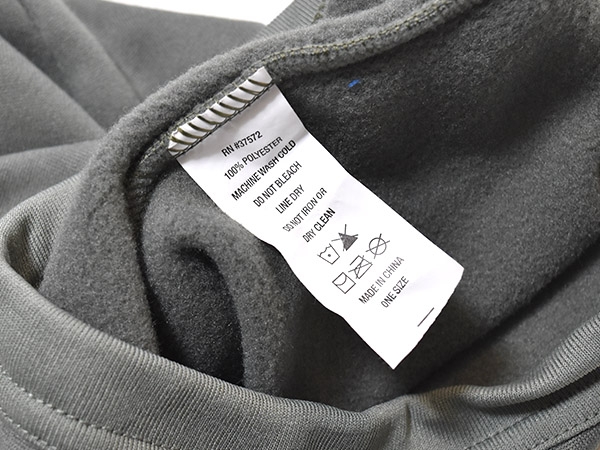 RN #37572
100% POLYESTER
MACHINE WASH COLD
DO NOT BLEACH
LINE DRY
DO NOT IRON OR
DRY CLEAN
MADE IN CHINA
ONE SIZE